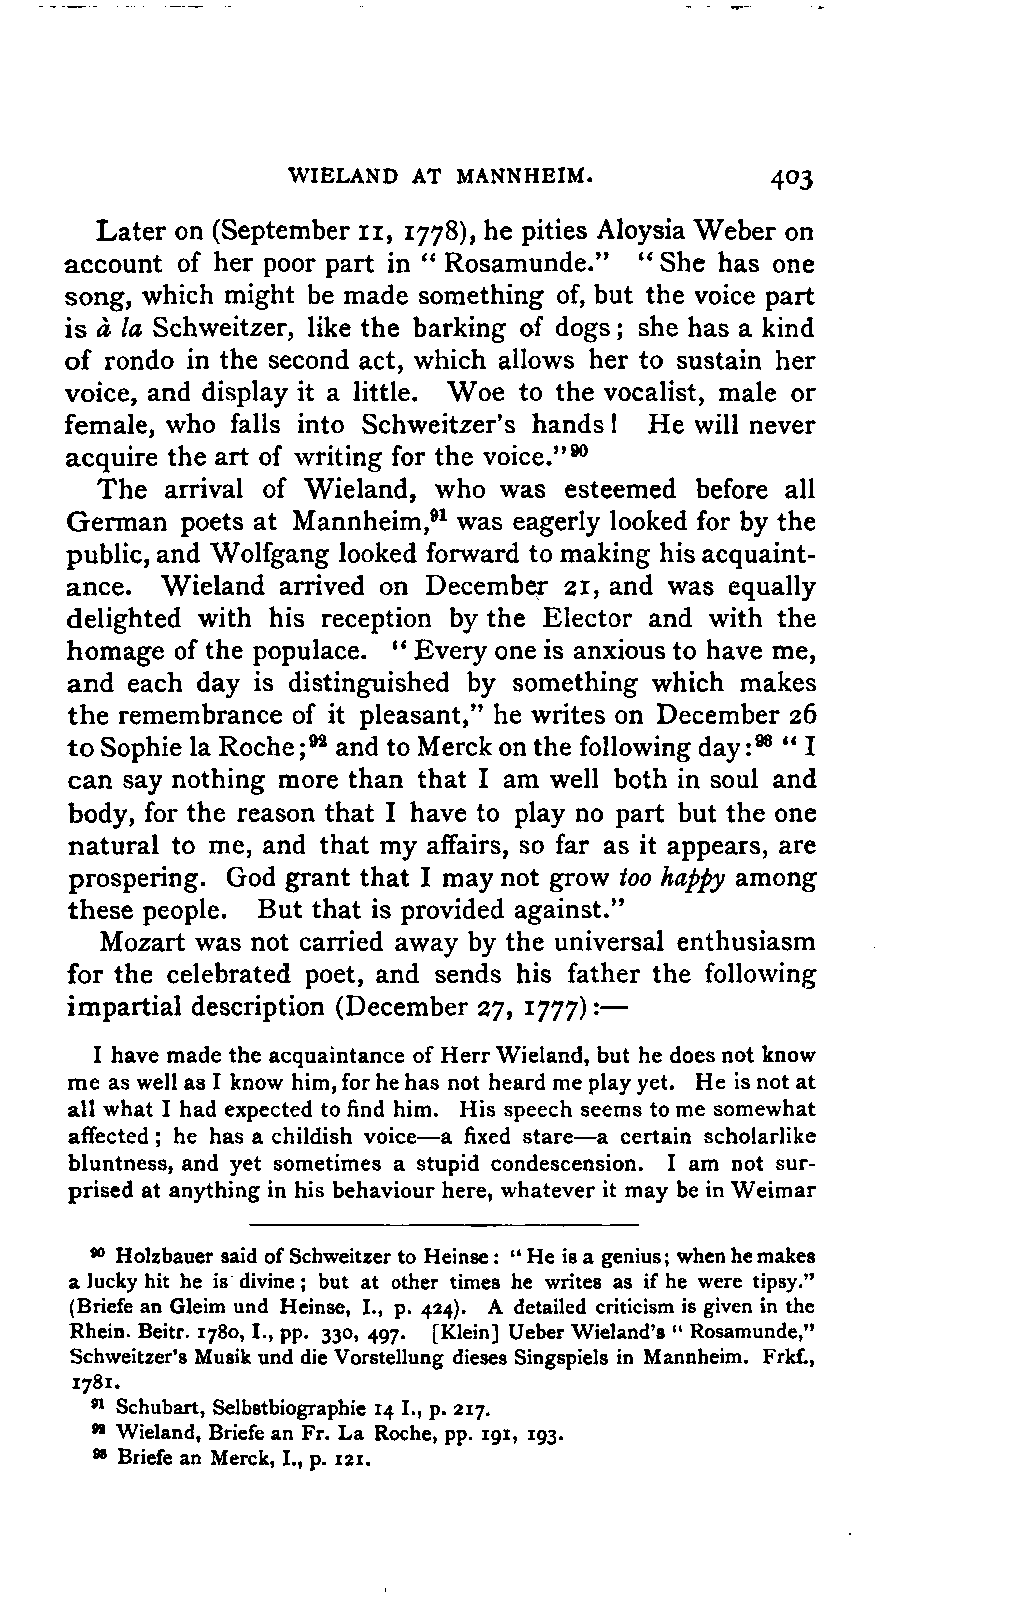 WIELAND AT MANNHEIM. 403
Later on (September 11, 1778), he pities Aloysia Weber on
account of her poor part in “ Rosamunde.” “ She has one
song, which might be made something of, but the voice part
is à la Schweitzer, like the barking of dogs; she has a kind
of rondo in the second act, which allows her to sustain her
voice, and display it a little. Woe to the vocalist, male or
female, who falls into Schweitzer's hands! He will never
acquire the art of writing for the voice.”⁹⁰
The arrival of Wieland, who was esteemed before all
German poets at Mannheim,⁹¹ was eagerly looked for by the
public, and Wolfgang looked forward to making his acquaint-
ance. Wieland arrived on December 21, and was equally
delighted with his reception by the Elector and with the
homage of the populace. “ Every one is anxious to have me,
and each day is distinguished by something which makes
the remembrance of it pleasant,” he writes on December 26
to Sophie la Roche;⁹² and to Merck on the following day:⁹³ “ I
can say nothing more than that I am well both in soul and
body, for the reason that I have to play no part but the one
natural to me, and that my affairs, so far as it appears, are
prospering. God grant that I may not grow too happy among
these people. But that is provided against.”
Mozart was not carried away by the universal enthusiasm
for the celebrated poet, and sends his father the following
impartial description (December 27, 1777):—
I have made the acquaintance of Herr Wieland, but he does not know
me as well as I know him, for he has not heard me play yet. He is not at
all what I had expected to find him. His speech seems to me somewhat
affected; he has a childish voice—a fixed stare—a certain scholarlike
bluntness, and yet sometimes a stupid condescension. I am not sur-
prised at anything in his behaviour here, whatever it may be in Weimar
⁹⁰ Holzbauer said of Schweitzer to Heinse: “ He is a genius; when he makes
a lucky hit he is divine; but at other times he writes as if he were tipsy.”
(Briefe an Gleim und Heinse, I., p. 424). A detailed criticism is given in the
Rhein. Beitr. 1780, I., pp. 330, 497. [Klein] Ueber Wieland's “ Rosamunde,”
Schweitzer's Musik und die Vorstellung dieses Singspiels in Mannheim. Frkf.,
1781.
⁹¹ Schubart, Selbstbiographie 14 I., p. 217.
⁹² Wieland, Briefe an Fr. La Roche, pp. 191, 193.
⁹³ Briefe an Merck, I., p. 121.